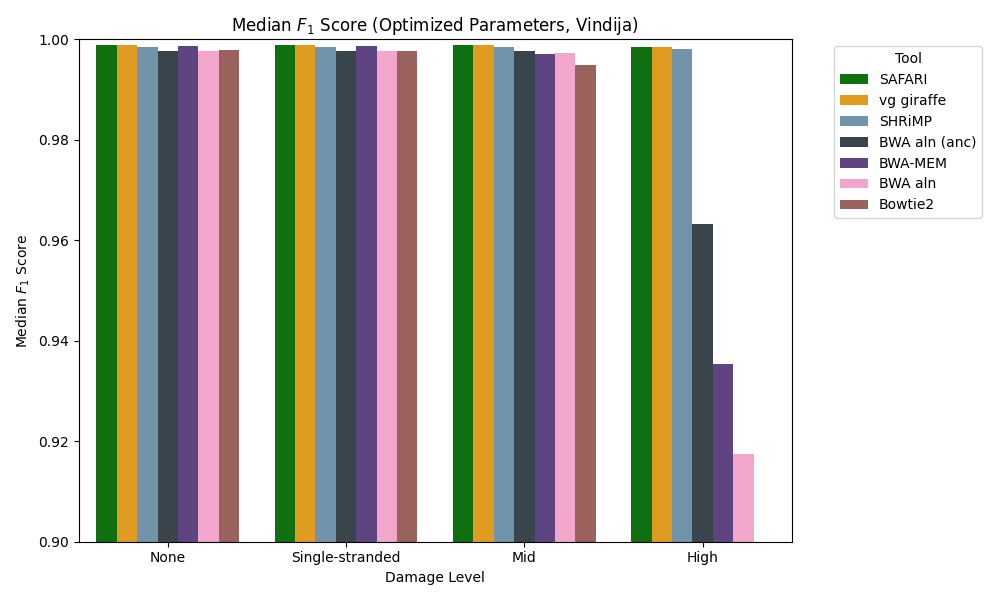 Median F₁ Score (Optimized Parameters, Vindija)
Median F₁ Score
1.00
0.98
0.96
0.94
0.92
0.90
None
Single-stranded
Mid
High
Damage Level
Tool
SAFARI
vg giraffe
SHRiMP
BWA aln (anc)
BWA-MEM
BWA aln
Bowtie2